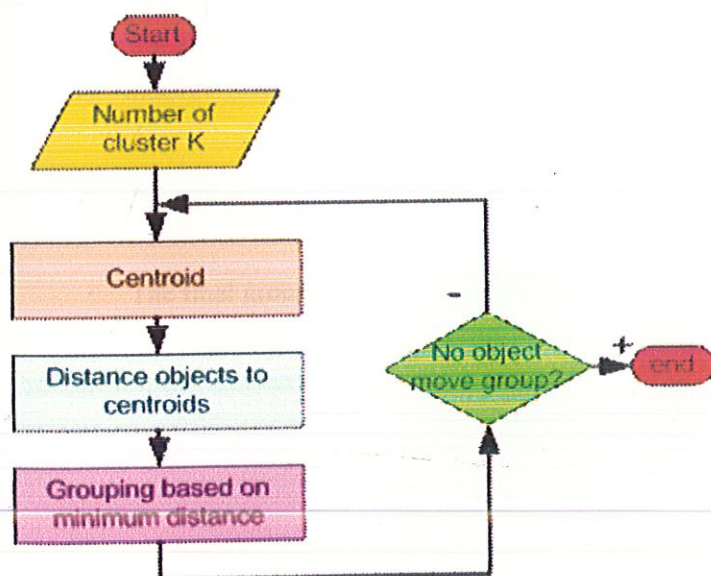 Start
Number of
cluster K
Centroid
Distance objects to
centroids
Grouping based on
minimum distance
-
No object
move group?
+
end